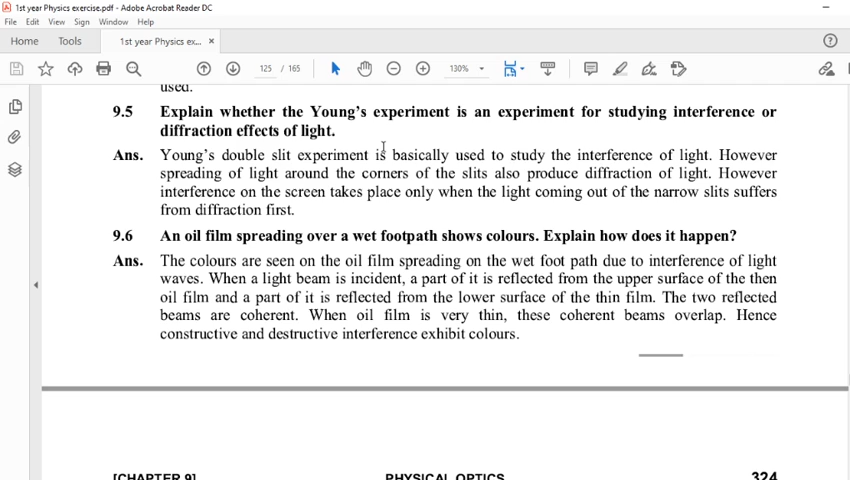 1st year Physics exercise.pdf - Adobe Acrobat Reader DC
File Edit View Sign Window Help
Home Tools 1st year Physics ex... ×
125 / 165 130%
used.
9.5 Explain whether the Young's experiment is an experiment for studying interference or
diffraction effects of light.
Ans. Young's double slit experiment is basically used to study the interference of light. However
spreading of light around the corners of the slits also produce diffraction of light. However
interference on the screen takes place only when the light coming out of the narrow slits suffers
from diffraction first.
9.6 An oil film spreading over a wet footpath shows colours. Explain how does it happen?
Ans. The colours are seen on the oil film spreading on the wet foot path due to interference of light
waves. When a light beam is incident, a part of it is reflected from the upper surface of the then
oil film and a part of it is reflected from the lower surface of the thin film. The two reflected
beams are coherent. When oil film is very thin, these coherent beams overlap. Hence
constructive and destructive interference exhibit colours.
[CHAPTER 9] PHYSICAL OPTICS 324